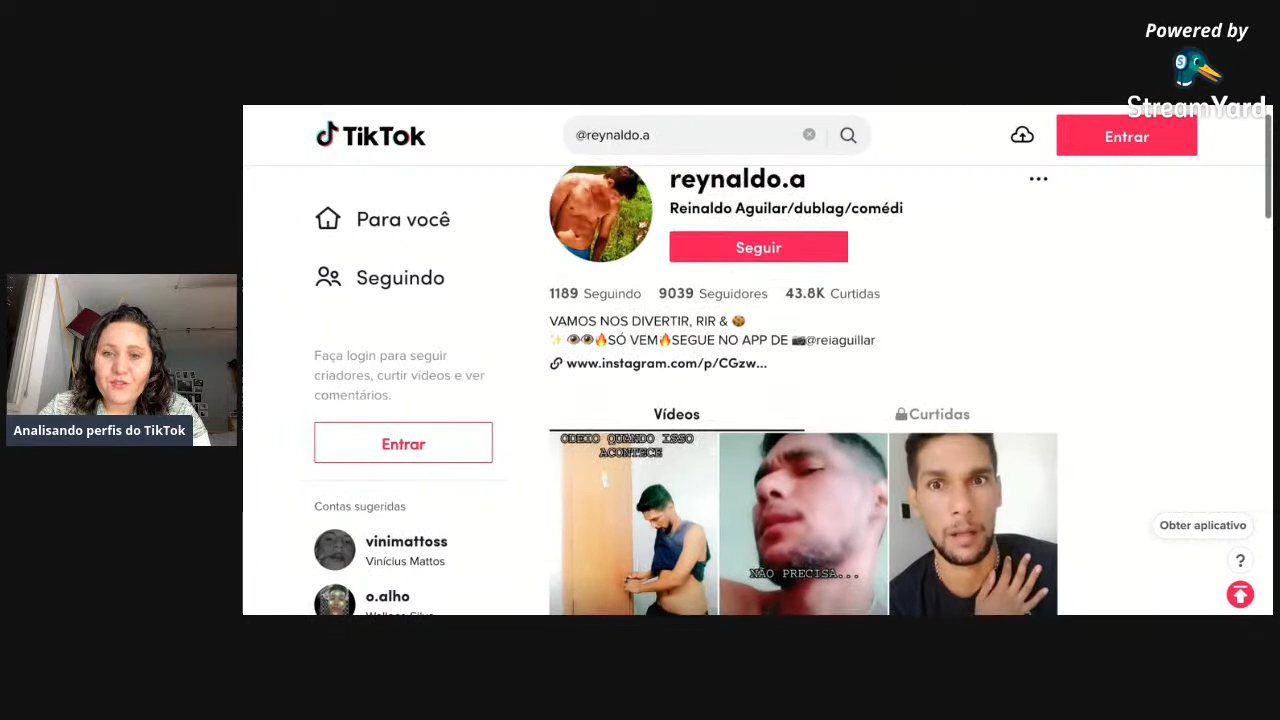 Powered by
StreamYard
TikTok
@reynaldo.a
Entrar
reynaldo.a
Reinaldo Aguilar/dublag/comédi
Seguir
Para você
Seguindo
1189 Seguindo 9039 Seguidores 43.8K Curtidas
VAMOS NOS DIVERTIR, RIR & 🍪
✨ 👁👁🔥SÓ VEM🔥SEGUE NO APP DE 📷@reiaguillar
www.instagram.com/p/CGzw...
Faça login para seguir
criadores, curtir vídeos e ver
comentários.
Entrar
Vídeos
Curtidas
ODEIO QUANDO ISSO
ACONTECE
NÃO PRECISA...
Contas sugeridas
vinimattoss
Vinícius Mattos
o.alho
Obter aplicativo
?
Analisando perfis do TikTok